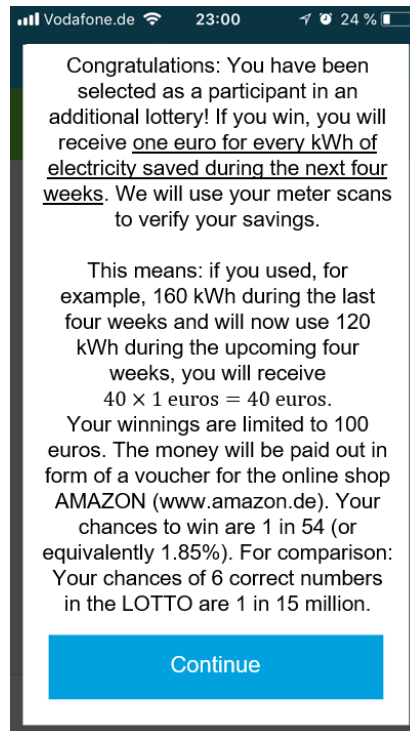 Vodafone.de 23:00 24 %
Congratulations: You have been
selected as a participant in an
additional lottery! If you win, you will
receive one euro for every kWh of
electricity saved during the next four
weeks. We will use your meter scans
to verify your savings.
This means: if you used, for
example, 160 kWh during the last
four weeks and will now use 120
kWh during the upcoming four
weeks, you will receive
40 × 1 euros = 40 euros.
Your winnings are limited to 100
euros. The money will be paid out in
form of a voucher for the online shop
AMAZON (www.amazon.de). Your
chances to win are 1 in 54 (or
equivalently 1.85%). For comparison:
Your chances of 6 correct numbers
in the LOTTO are 1 in 15 million.
Continue